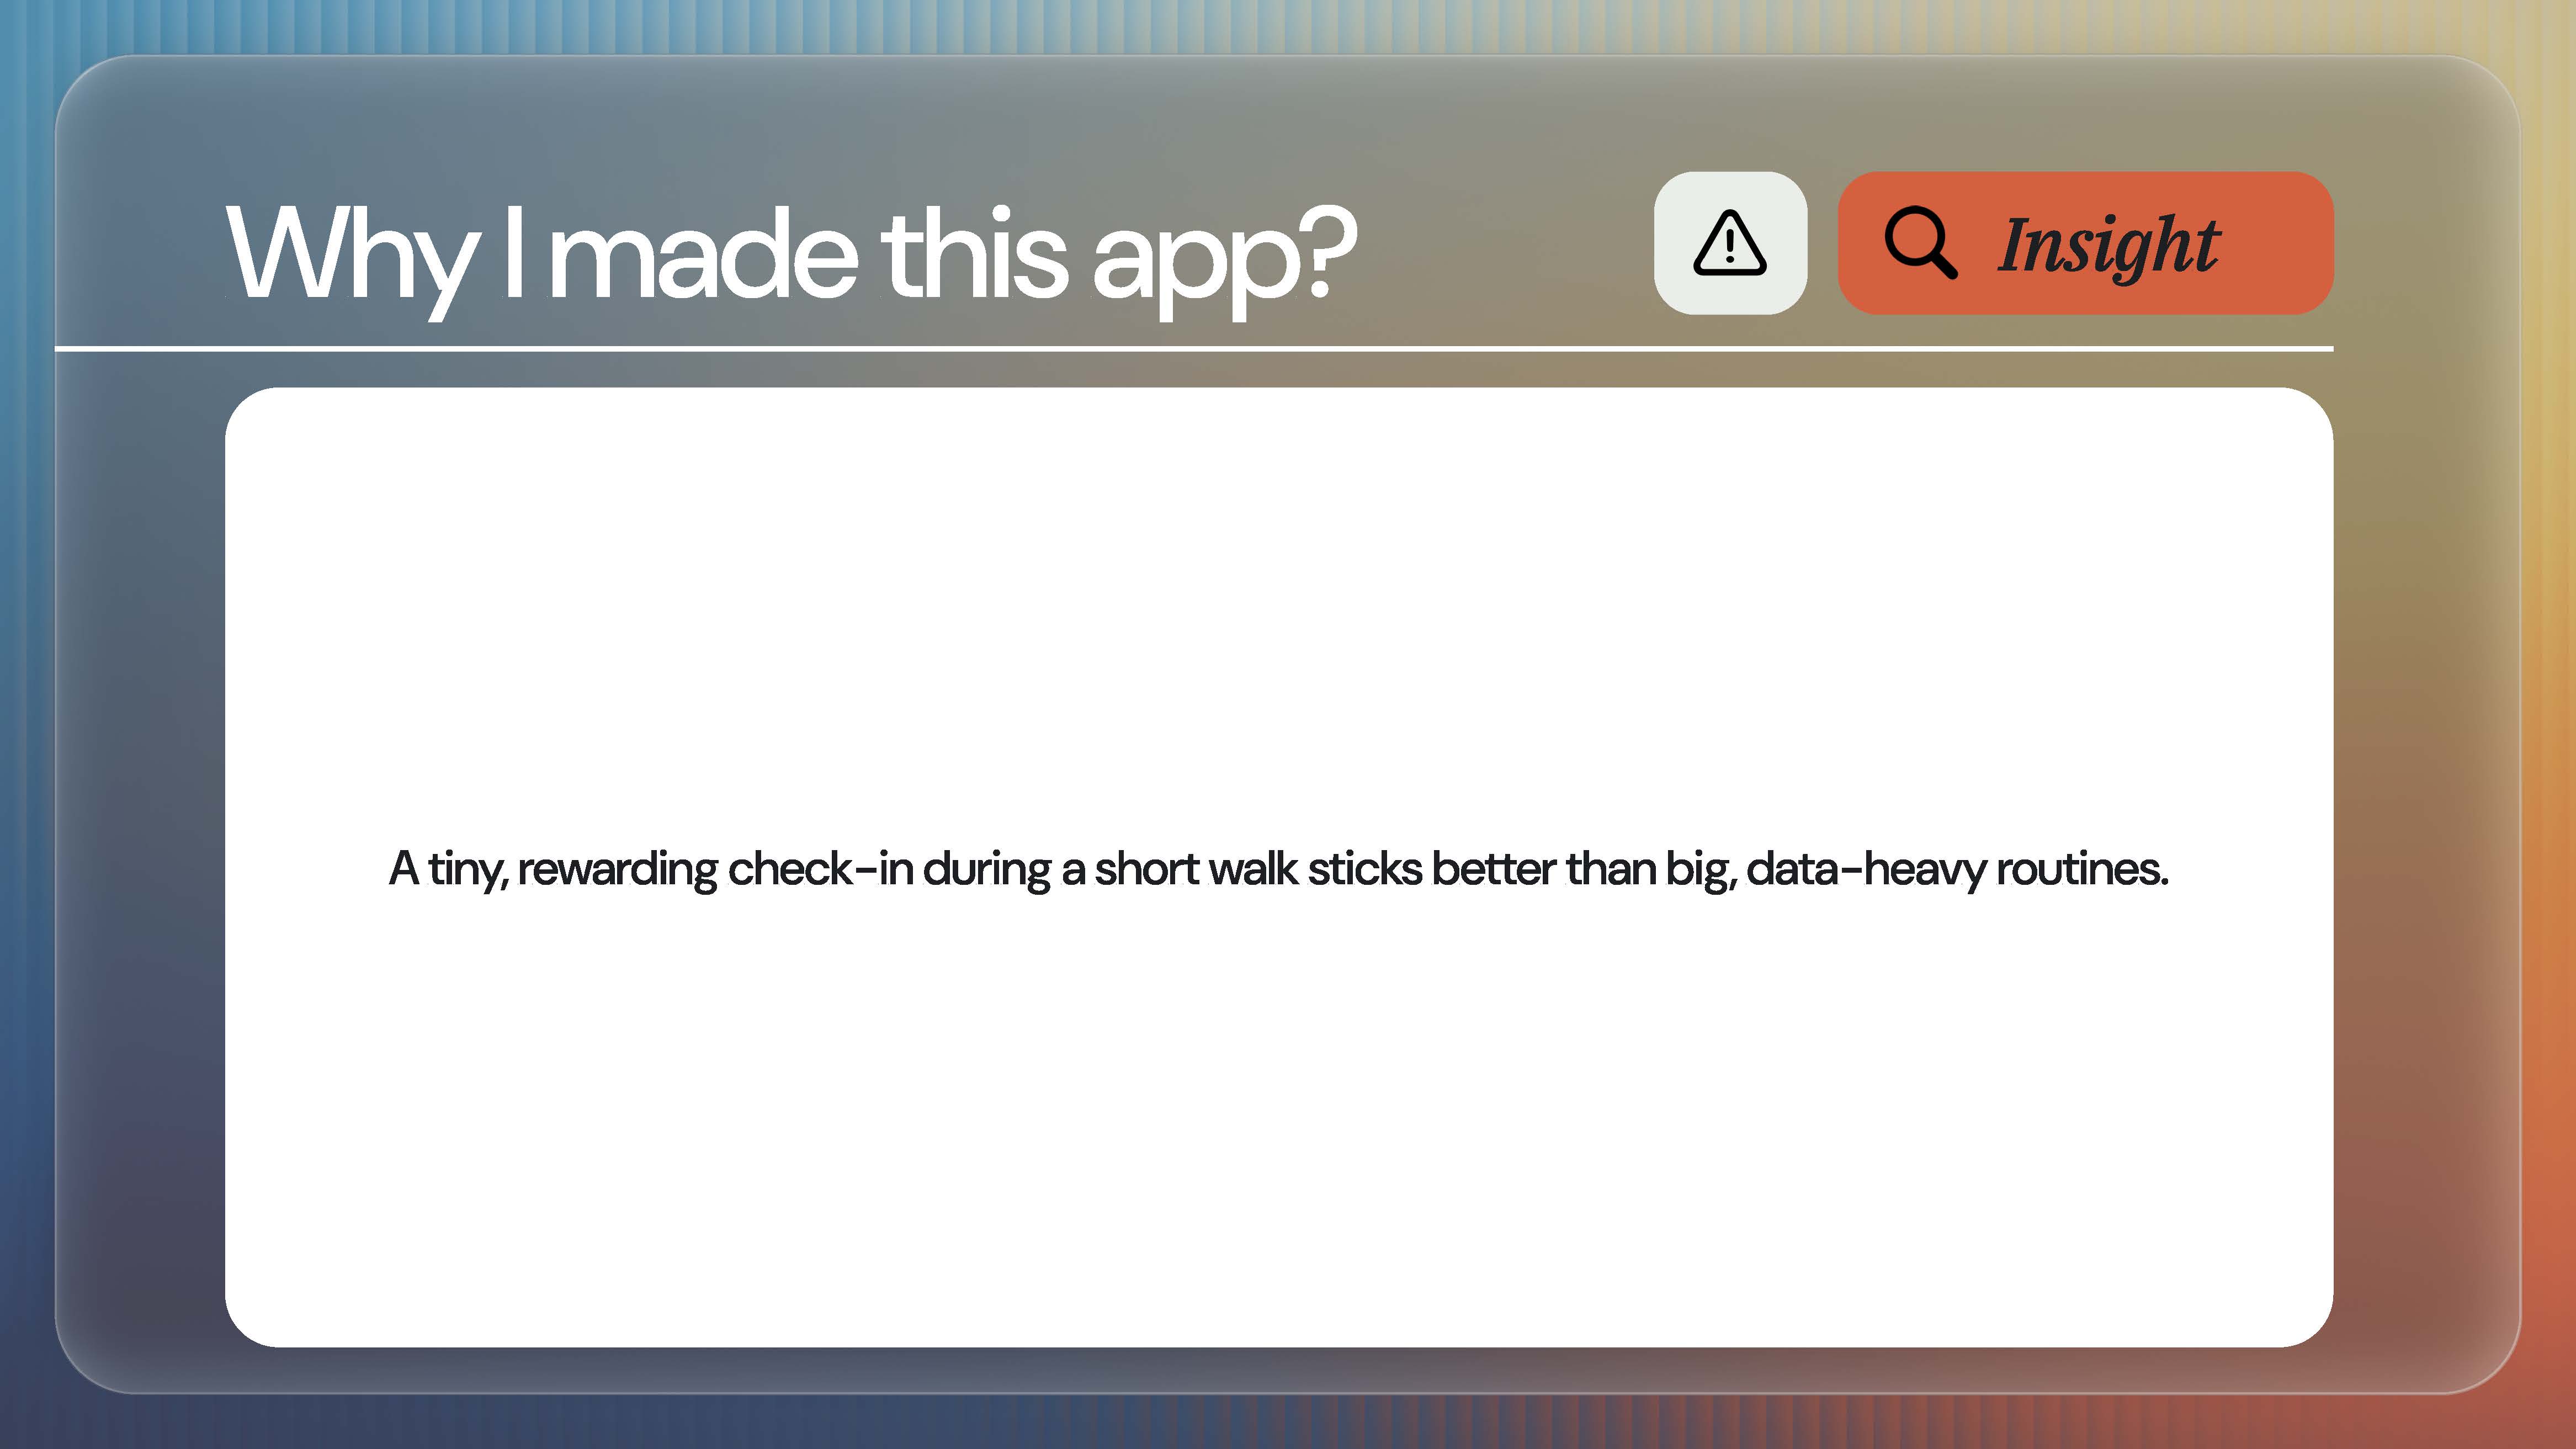 Why I made this app?
Insight
A tiny, rewarding check-in during a short walk sticks better than big, data-heavy routines.